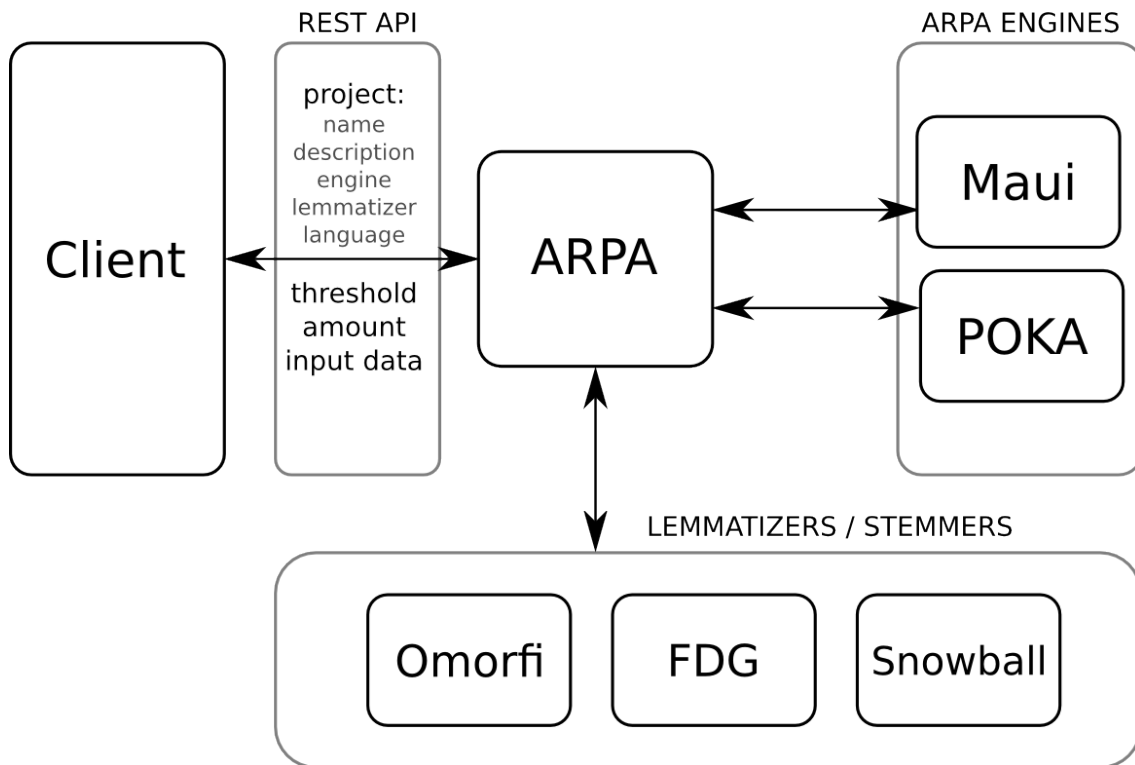 REST API
ARPA ENGINES
Client
project:
name
description
engine
lemmatizer
language
threshold
amount
input data
ARPA
Maui
POKA
LEMMATIZERS / STEMMERS
Omorfi
FDG
Snowball